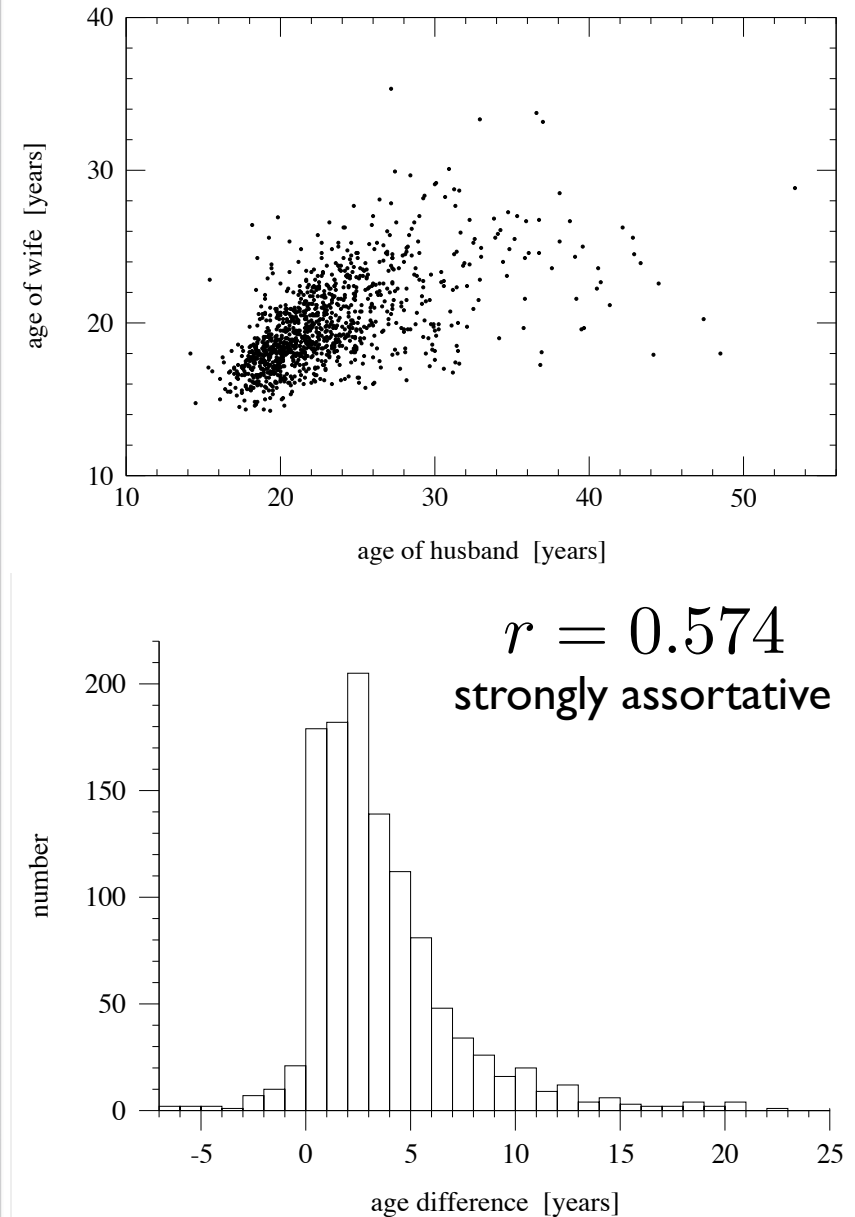 40
30
20
10
age of wife [years]
10 20 30 40 50
age of husband [years]
r = 0.574
strongly assortative
200
150
100
50
0
number
-5 0 5 10 15 20 25
age difference [years]